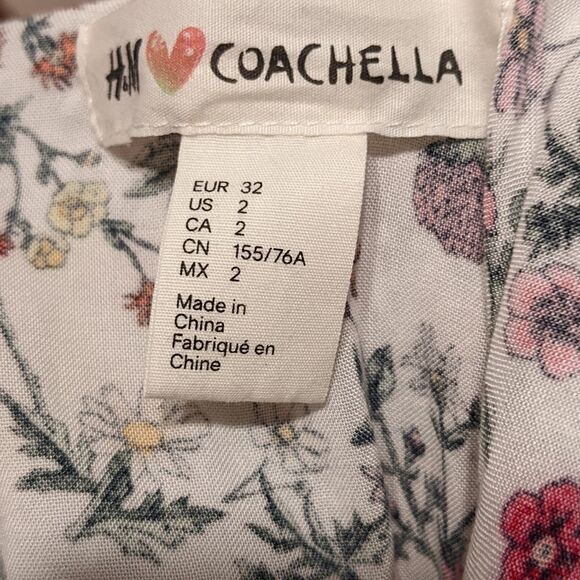 H&M COACHELLA
EUR 32
US 2
CA 2
CN 155/76A
MX 2
Made in
China
Fabriqué en
Chine